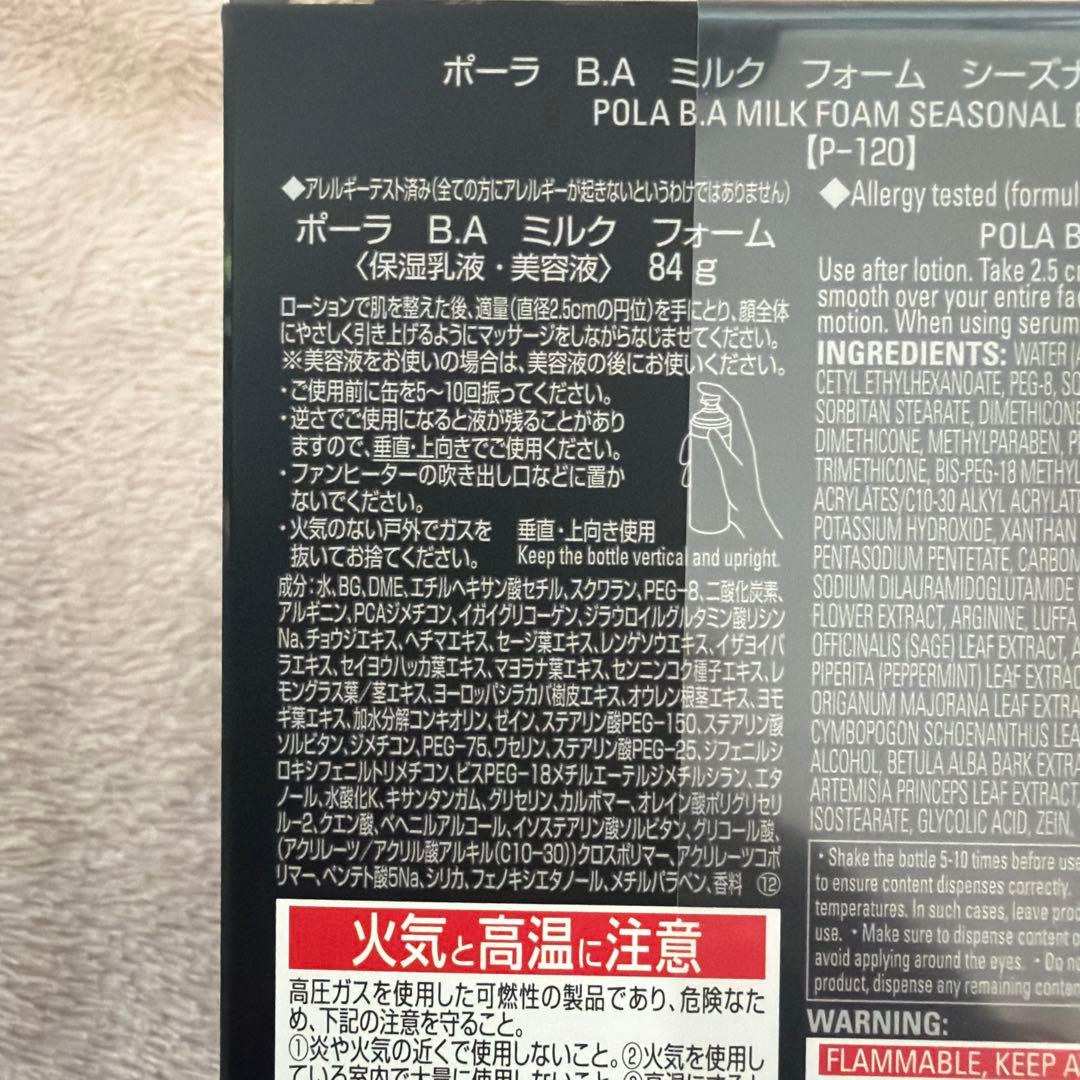 ポーラ B.A ミルク フォーム シーズナ
POLA B.A MILK FOAM SEASONAL
【P-120】
◆アレルギーテスト済み(全ての方にアレルギーが起きないというわけではありません)
ポーラ B.A ミルク フォーム
〈保湿乳液・美容液〉 84g
ローションで肌を整えた後、適量(直径2.5cmの円位)を手にとり、顔全体
にやさしく引き上げるようにマッサージをしながらなじませてください。
※美容液をお使いの場合は、美容液の後にお使いください。
・ご使用前に缶を5〜10回振ってください。
・逆さでご使用になると液が残ることがあり
ますので、垂直・上向きでご使用ください。
・ファンヒーターの吹き出し口などに置か
ないでください。
・火気のない戸外でガスを
抜いてお捨てください。
垂直・上向き使用
Keep the bottle vertical and upright.
成分:水、BG、DME、エチルヘキサン酸セチル、スクワラン、PEG-8、二酸化炭素、
アルギニン、PCAジメチコン、イガイグリコーゲン、ジラウロイルグルタミン酸リシン
Na、チョウジエキス、ヘチマエキス、セージ葉エキス、レンゲソウエキス、イザヨイバ
ラエキス、セイヨウハッカ葉エキス、マヨラナ葉エキス、センニンコク種子エキス、レ
モングラス葉/茎エキス、ヨーロッパシラカバ樹皮エキス、オウレン根茎エキス、ヨモ
ギ葉エキス、加水分解コンキオリン、ゼイン、ステアリン酸PEG-150、ステアリン酸
ソルビタン、ジメチコン、PEG-75、ワセリン、ステアリン酸PEG-25、ジフェニルシ
ロキシフェニルトリメチコン、ビスPEG-18メチルエーテルジメチルシラン、エタ
ノール、水酸化K、キサンタンガム、グリセリン、カルボマー、オレイン酸ポリグリセリ
ル-2、クエン酸、ベヘニルアルコール、イソステアリン酸ソルビタン、グリコール酸、
(アクリレーツ/アクリル酸アルキル(C10-30))クロスポリマー、アクリレーツコポ
リマー、ペンテト酸5Na、シリカ、フェノキシエタノール、メチルパラベン、香料 ⑫
火気と高温に注意
高圧ガスを使用した可燃性の製品であり、危険なた
め、下記の注意を守ること。
①炎や火気の近くで使用しないこと。②火気を使用し
ている室内で大量に使用しないこと。③高温にすると
◆Allergy tested (formul
POLA B
Use after lotion. Take 2.5 c
smooth over your entire fa
motion. When using serum
INGREDIENTS: WATER (A
CETYL ETHYLHEXANOATE, PEG-8, SQ
SORBITAN STEARATE, DIMETHICONE
DIMETHICONE, METHYLPARABEN, P
TRIMETHICONE, BIS-PEG-18 METHYL
ACRYLATES/C10-30 ALKYL ACRYLAT
POTASSIUM HYDROXIDE, XANTHAN
PENTASODIUM PENTETATE, CARBOM
SODIUM DILAURAMIDOGLUTAMIDE
FLOWER EXTRACT, ARGININE, LUFFA
OFFICINALIS (SAGE) LEAF EXTRACT, A
PIPERITA (PEPPERMINT) LEAF EXTRAC
ORIGANUM MAJORANA LEAF EXTRA
CYMBOPOGON SCHOENANTHUS LEA
ALCOHOL, BETULA ALBA BARK EXTRA
ARTEMISIA PRINCEPS LEAF EXTRACT,
ISOSTEARATE, GLYCOLIC ACID, ZEIN,
・Shake the bottle 5-10 times before use
to ensure content dispenses correctly.
temperatures. In such cases, leave prod
use. ・Make sure to dispense content o
avoid applying around the eyes. ・Do no
product, dispense any remaining conten
WARNING:
FLAMMABLE, KEEP A